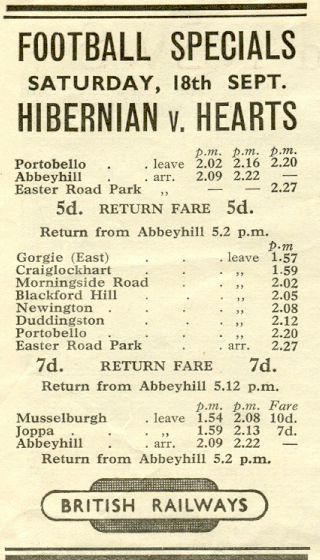 FOOTBALL SPECIALS
SATURDAY, 18th SEPT.
HIBERNIAN v. HEARTS
p.m. p.m. p.m.
Portobello . . leave 2.02 2.16 2.20
Abbeyhill . . arr. 2.09 2.22 —
Easter Road Park ,, — — 2.27
5d. RETURN FARE 5d.
Return from Abbeyhill 5.2 p.m.
p.m
Gorgie (East) . leave 1.57
Craiglockhart . . ,, 1.59
Morningside Road . ,, 2.02
Blackford Hill . . ,, 2.05
Newington . . . ,, 2.08
Duddingston . . ,, 2.12
Portobello . . . ,, 2.20
Easter Road Park . arr. 2.27
7d. RETURN FARE 7d.
Return from Abbeyhill 5.12 p.m.
p.m. p.m. Fare
Musselburgh . leave 1.54 2.08 10d.
Joppa . . ,, 1.59 2.13 7d.
Abbeyhill . arr. 2.09 2.22 —
Return from Abbeyhill 5.2 p.m.
BRITISH RAILWAYS